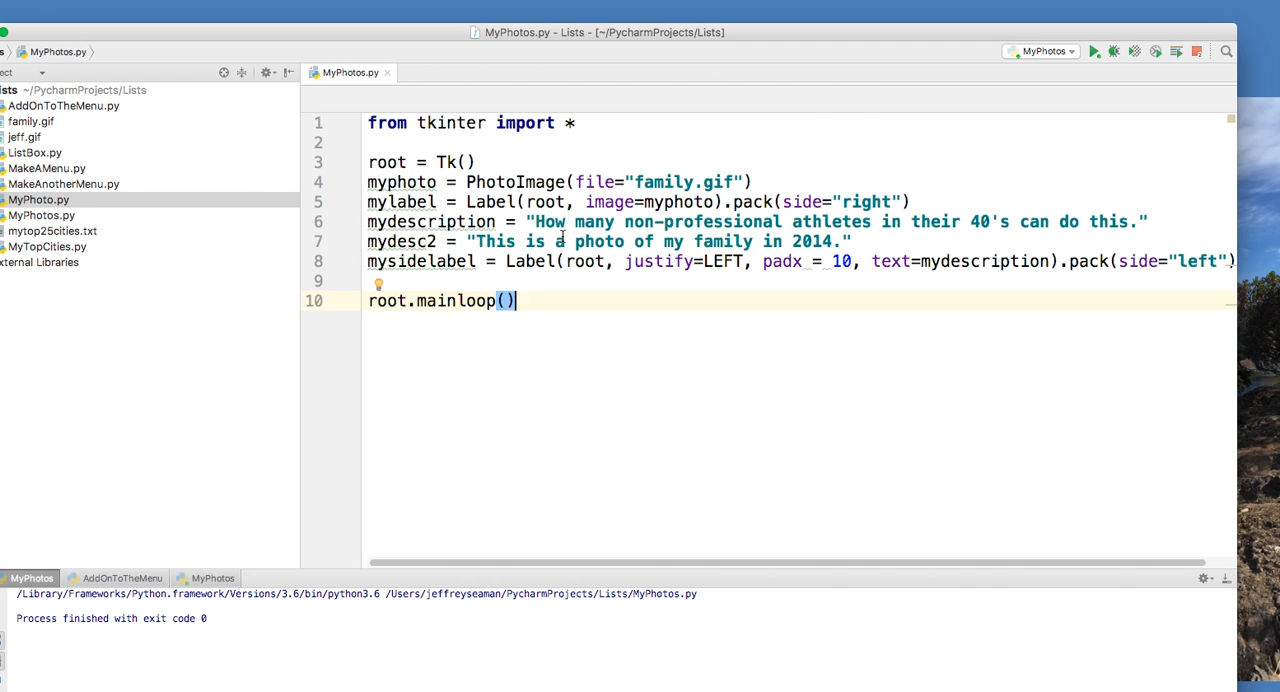 MyPhotos.py - Lists - [~/PycharmProjects/Lists]
s MyPhotos.py
MyPhotos
ect
MyPhotos.py
ists ~/PycharmProjects/Lists
AddOnToTheMenu.py
family.gif
jeff.gif
ListBox.py
MakeAMenu.py
MakeAnotherMenu.py
MyPhoto.py
MyPhotos.py
mytop25cities.txt
MyTopCities.py
xternal Libraries
1 from tkinter import *
2
3 root = Tk()
4 myphoto = PhotoImage(file="family.gif")
5 mylabel = Label(root, image=myphoto).pack(side="right")
6 mydescription = "How many non-professional athletes in their 40's can do this."
7 mydesc2 = "This is a photo of my family in 2014."
8 mysidelabel = Label(root, justify=LEFT, padx = 10, text=mydescription).pack(side="left")
9
10 root.mainloop()
MyPhotos AddOnToTheMenu MyPhotos
/Library/Frameworks/Python.framework/Versions/3.6/bin/python3.6 /Users/jeffreyseaman/PycharmProjects/Lists/MyPhotos.py
Process finished with exit code 0